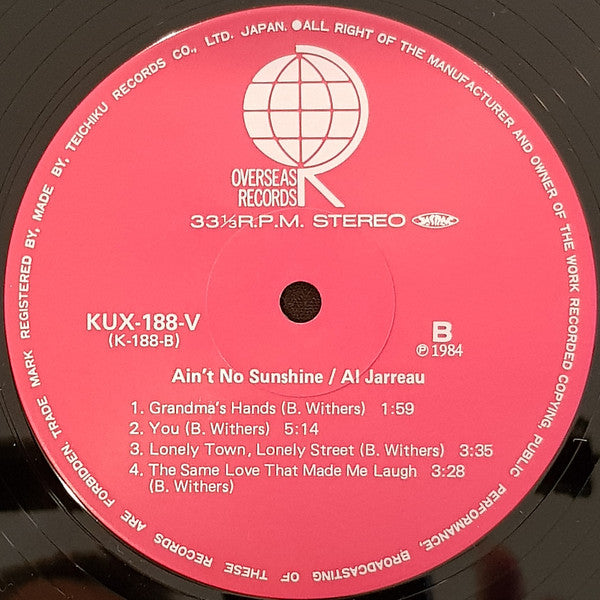 TRADE MARK REGISTERED BY, MADE BY, TEICHIKU RECORDS CO., LTD. JAPAN. ●ALL RIGHT OF THE MANUFACTURER AND OWNER OF THE WORK RECORDED COPYING, PUBLIC PERFORMANCE, BROADCASTING OF THESE RECORDS ARE FORBIDDEN.
R
OVERSEAS
RECORDS
33⅓R.P.M. STEREO JASRAC
KUX-188-V
(K-188-B)
B
℗ 1984
Ain't No Sunshine / Al Jarreau
1. Grandma's Hands (B. Withers) 1:59
2. You (B. Withers) 5:14
3. Lonely Town, Lonely Street (B. Withers) 3:35
4. The Same Love That Made Me Laugh 3:28
(B. Withers)